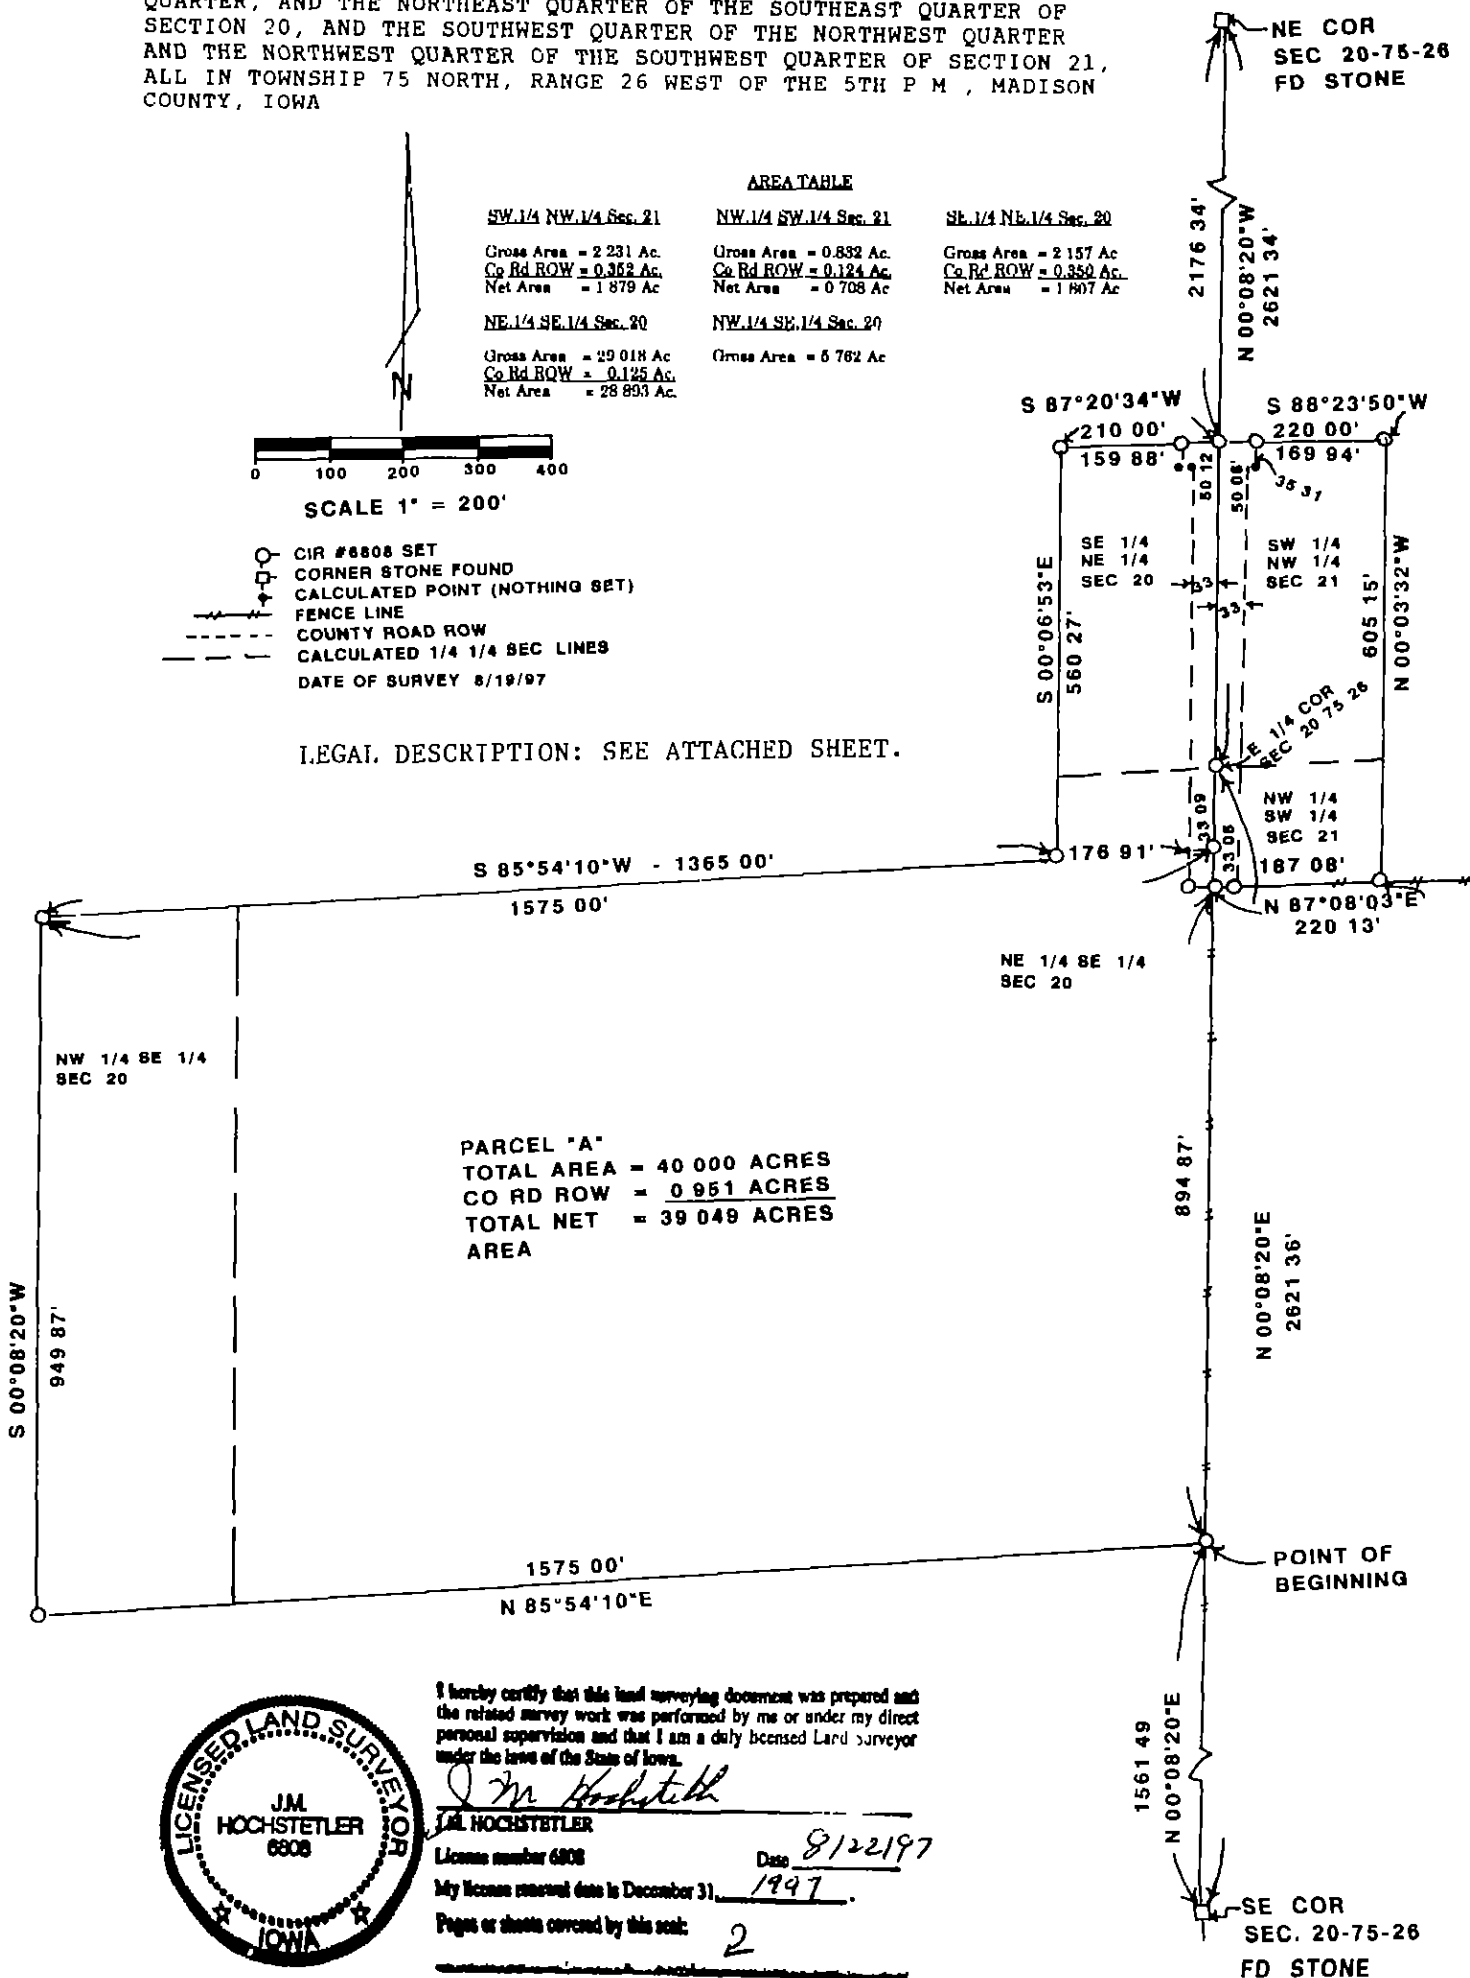 QUARTER, AND THE NORTHEAST QUARTER OF THE SOUTHEAST QUARTER OF
SECTION 20, AND THE SOUTHWEST QUARTER OF THE NORTHWEST QUARTER
AND THE NORTHWEST QUARTER OF THE SOUTHWEST QUARTER OF SECTION 21,
ALL IN TOWNSHIP 75 NORTH, RANGE 26 WEST OF THE 5TH P M , MADISON
COUNTY, IOWA
NE COR
SEC 20-75-26
FD STONE
AREA TABLE
SW.1/4 NW.1/4 Sec. 21
Gross Area = 2 231 Ac.
Co Rd ROW = 0.352 Ac.
Net Area = 1 879 Ac
NW.1/4 SW.1/4 Sec. 21
Gross Area = 0.832 Ac.
Co Rd ROW = 0.124 Ac.
Net Area = 0 708 Ac
SE.1/4 NE.1/4 Sec. 20
Gross Area = 2 157 Ac
Co Rd ROW = 0.350 Ac.
Net Area = 1 807 Ac
NE.1/4 SE.1/4 Sec. 20
Gross Area = 29 018 Ac
Co Rd ROW = 0.125 Ac.
Net Area = 28 893 Ac.
NW.1/4 SE.1/4 Sec. 20
Gross Area = 5 762 Ac
2176 34'
N 00°08'20"W
2621 34'
N
0 100 200 300 400
SCALE 1" = 200'
CIR #6808 SET
CORNER STONE FOUND
CALCULATED POINT (NOTHING SET)
FENCE LINE
COUNTY ROAD ROW
CALCULATED 1/4 1/4 SEC LINES
DATE OF SURVEY 8/19/97
LEGAL DESCRIPTION: SEE ATTACHED SHEET.
S 87°20'34"W
210 00'
159 88'
S 88°23'50"W
220 00'
169 94'
50 12
50 06'
35 31
SE 1/4
NE 1/4
SEC 20
33
33
SW 1/4
NW 1/4
SEC 21
S 00°06'53"E
560 27'
605 15'
N 00°03'32"W
E 1/4 COR
SEC 20 75 26
NW 1/4
SW 1/4
SEC 21
33 09
33 05
176 91'
187 08'
N 87°08'03"E
220 13'
S 85°54'10"W - 1365 00'
1575 00'
NE 1/4 SE 1/4
SEC 20
NW 1/4 SE 1/4
SEC 20
PARCEL "A"
TOTAL AREA = 40 000 ACRES
CO RD ROW = 0 951 ACRES
TOTAL NET = 39 049 ACRES
AREA
894 87'
N 00°08'20"E
2621 36'
S 00°08'20"W
949 87'
1575 00'
N 85°54'10"E
POINT OF
BEGINNING
1561 49
N 00°08'20"E
SE COR
SEC. 20-75-26
FD STONE
LICENSED LAND SURVEYOR
J.M.
HOCHSTETLER
6808
IOWA
I hereby certify that this land surveying document was prepared and
the related survey work was performed by me or under my direct
personal supervision and that I am a duly licensed Land Surveyor
under the laws of the State of Iowa.
J M Hochstetler
J.M. HOCHSTETLER
License number 6808 Date 8/22/97
My license renewal date is December 31, 1997.
Pages or sheets covered by this seal:
2